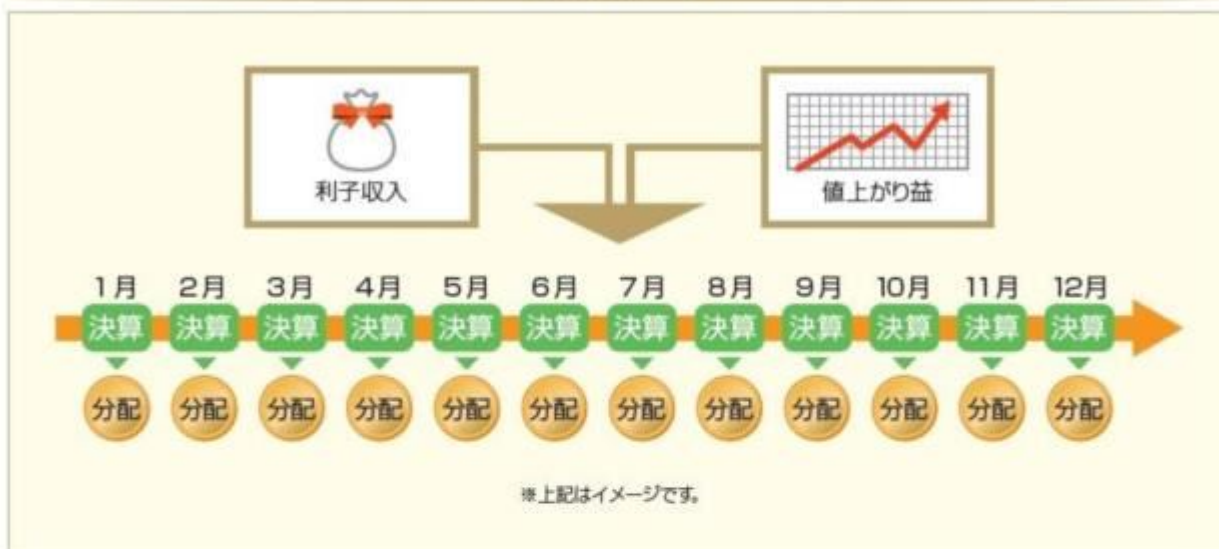 利子収入
値上がり益
1月 2月 3月 4月 5月 6月 7月 8月 9月 10月 11月 12月
決算 決算 決算 決算 決算 決算 決算 決算 決算 決算 決算 決算
分配 分配 分配 分配 分配 分配 分配 分配 分配 分配 分配 分配
※上記はイメージです。